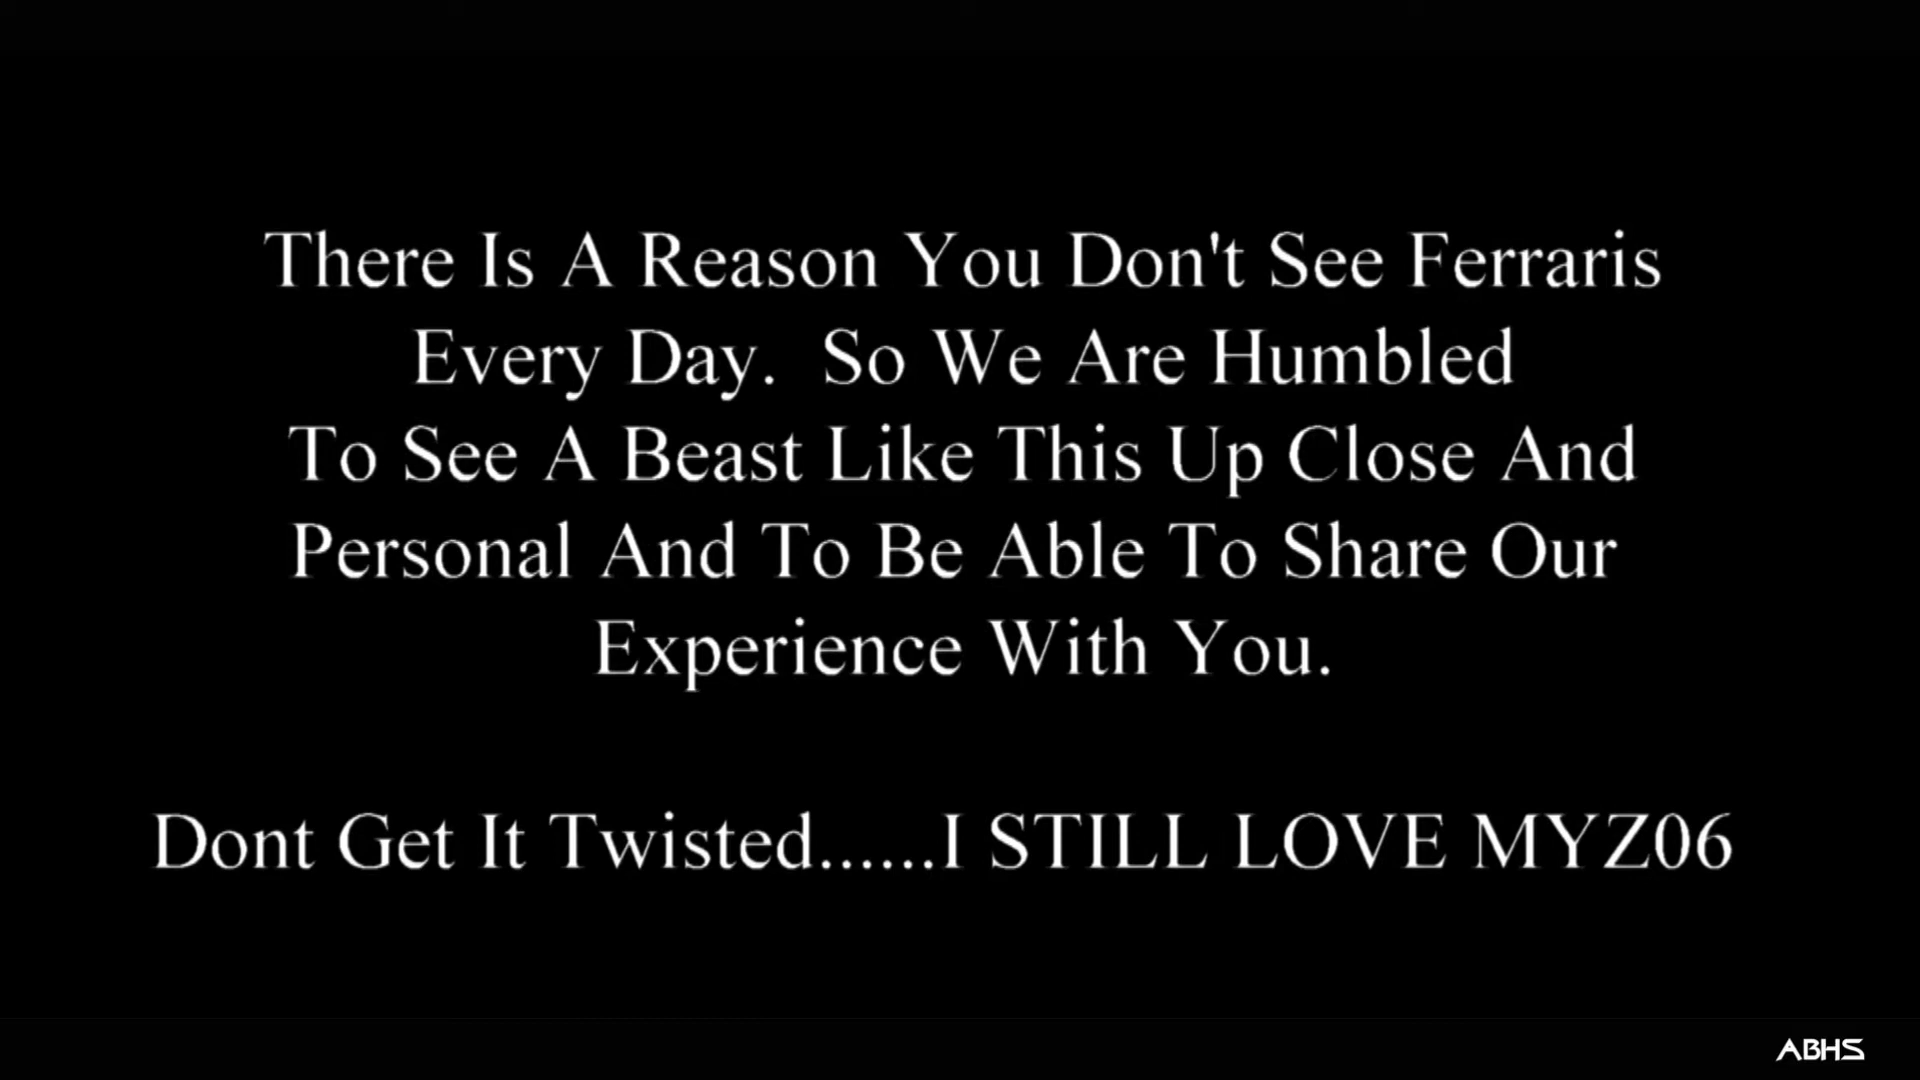 There Is A Reason You Don't See Ferraris
Every Day.  So We Are Humbled
To See A Beast Like This Up Close And
Personal And To Be Able To Share Our
Experience With You.
Dont Get It Twisted......I STILL LOVE MYZ06
ABHS